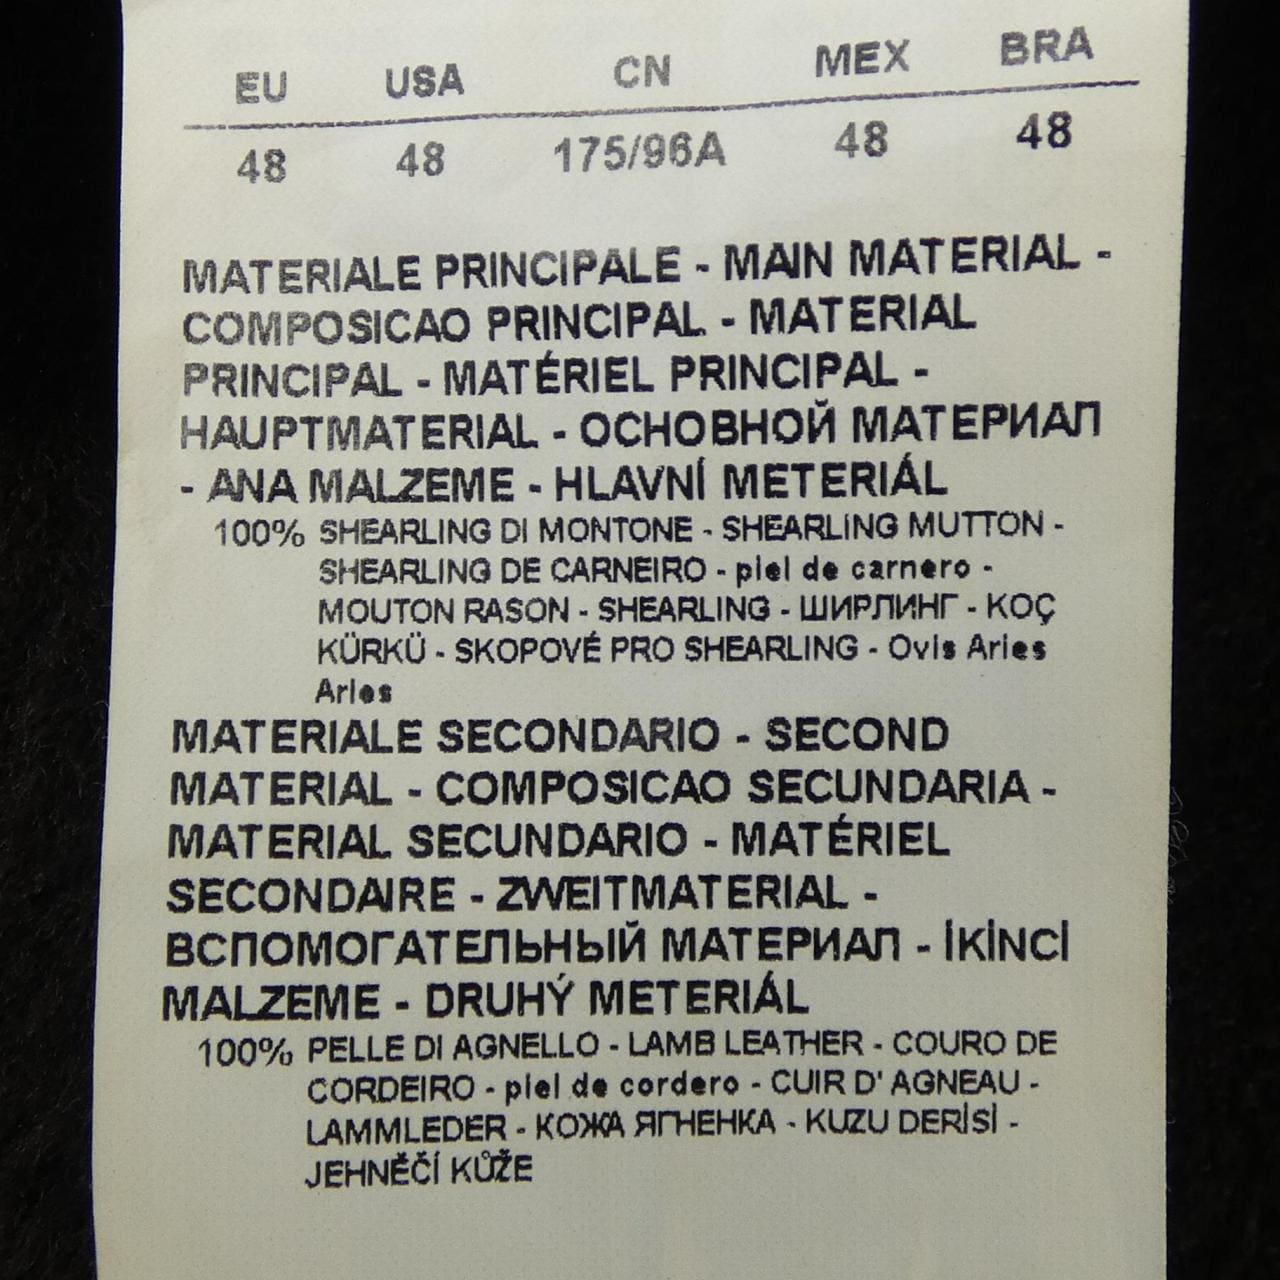 EU USA CN MEX BRA
48 48 175/96A 48 48
MATERIALE PRINCIPALE - MAIN MATERIAL -
COMPOSICAO PRINCIPAL - MATERIAL
PRINCIPAL - MATÉRIEL PRINCIPAL -
HAUPTMATERIAL - ОСНОВНОЙ МАТЕРИАЛ
- ANA MALZEME - HLAVNÍ METERIÁL
100% SHEARLING DI MONTONE - SHEARLING MUTTON -
SHEARLING DE CARNEIRO - piel de carnero -
MOUTON RASON - SHEARLING - ШИРЛИНГ - KOÇ
KÜRKÜ - SKOPOVÉ PRO SHEARLING - Ovis Aries
Aries
MATERIALE SECONDARIO - SECOND
MATERIAL - COMPOSICAO SECUNDARIA -
MATERIAL SECUNDARIO - MATÉRIEL
SECONDAIRE - ZWEITMATERIAL -
ВСПОМОГАТЕЛЬНЫЙ МАТЕРИАЛ - İKİNCİ
MALZEME - DRUHÝ METERIÁL
100% PELLE DI AGNELLO - LAMB LEATHER - COURO DE
CORDEIRO - piel de cordero - CUIR D' AGNEAU -
LAMMLEDER - КОЖА ЯГНЕНКА - KUZU DERİSİ -
JEHNĚČÍ KŮŽE